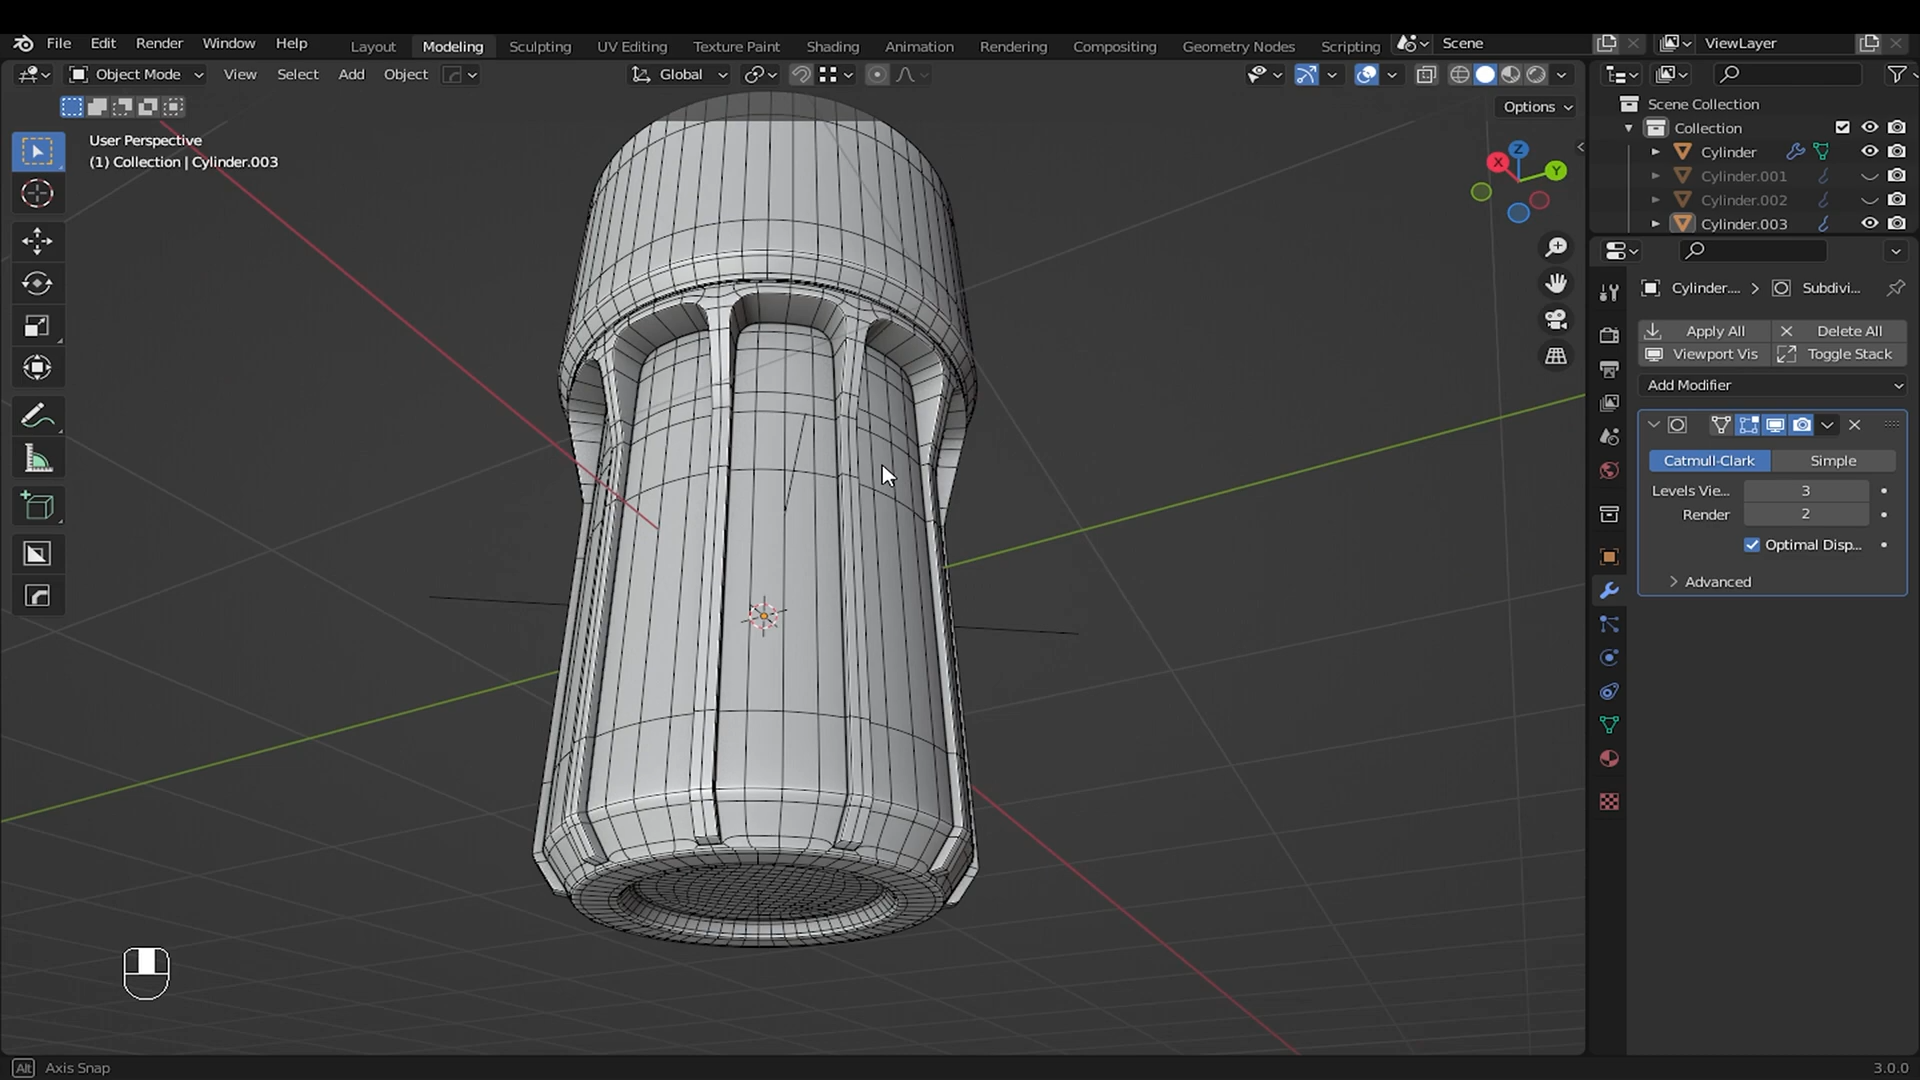 File Edit Render Window Help Layout Modeling Sculpting UV Editing Texture Paint Shading Animation Rendering Compositing Geometry Nodes Scripting Scene ViewLayer
Object Mode View Select Add Object Global
Options
User Perspective
(1) Collection | Cylinder.003
Z
X
Y
Scene Collection
Collection
Cylinder
Cylinder.001
Cylinder.002
Cylinder.003
Cylinder.... > Subdivi...
Apply All Delete All
Viewport Vis Toggle Stack
Add Modifier
Catmull-Clark Simple
Levels Vie... 3
Render 2
Optimal Disp...
> Advanced
Alt Axis Snap
3.0.0